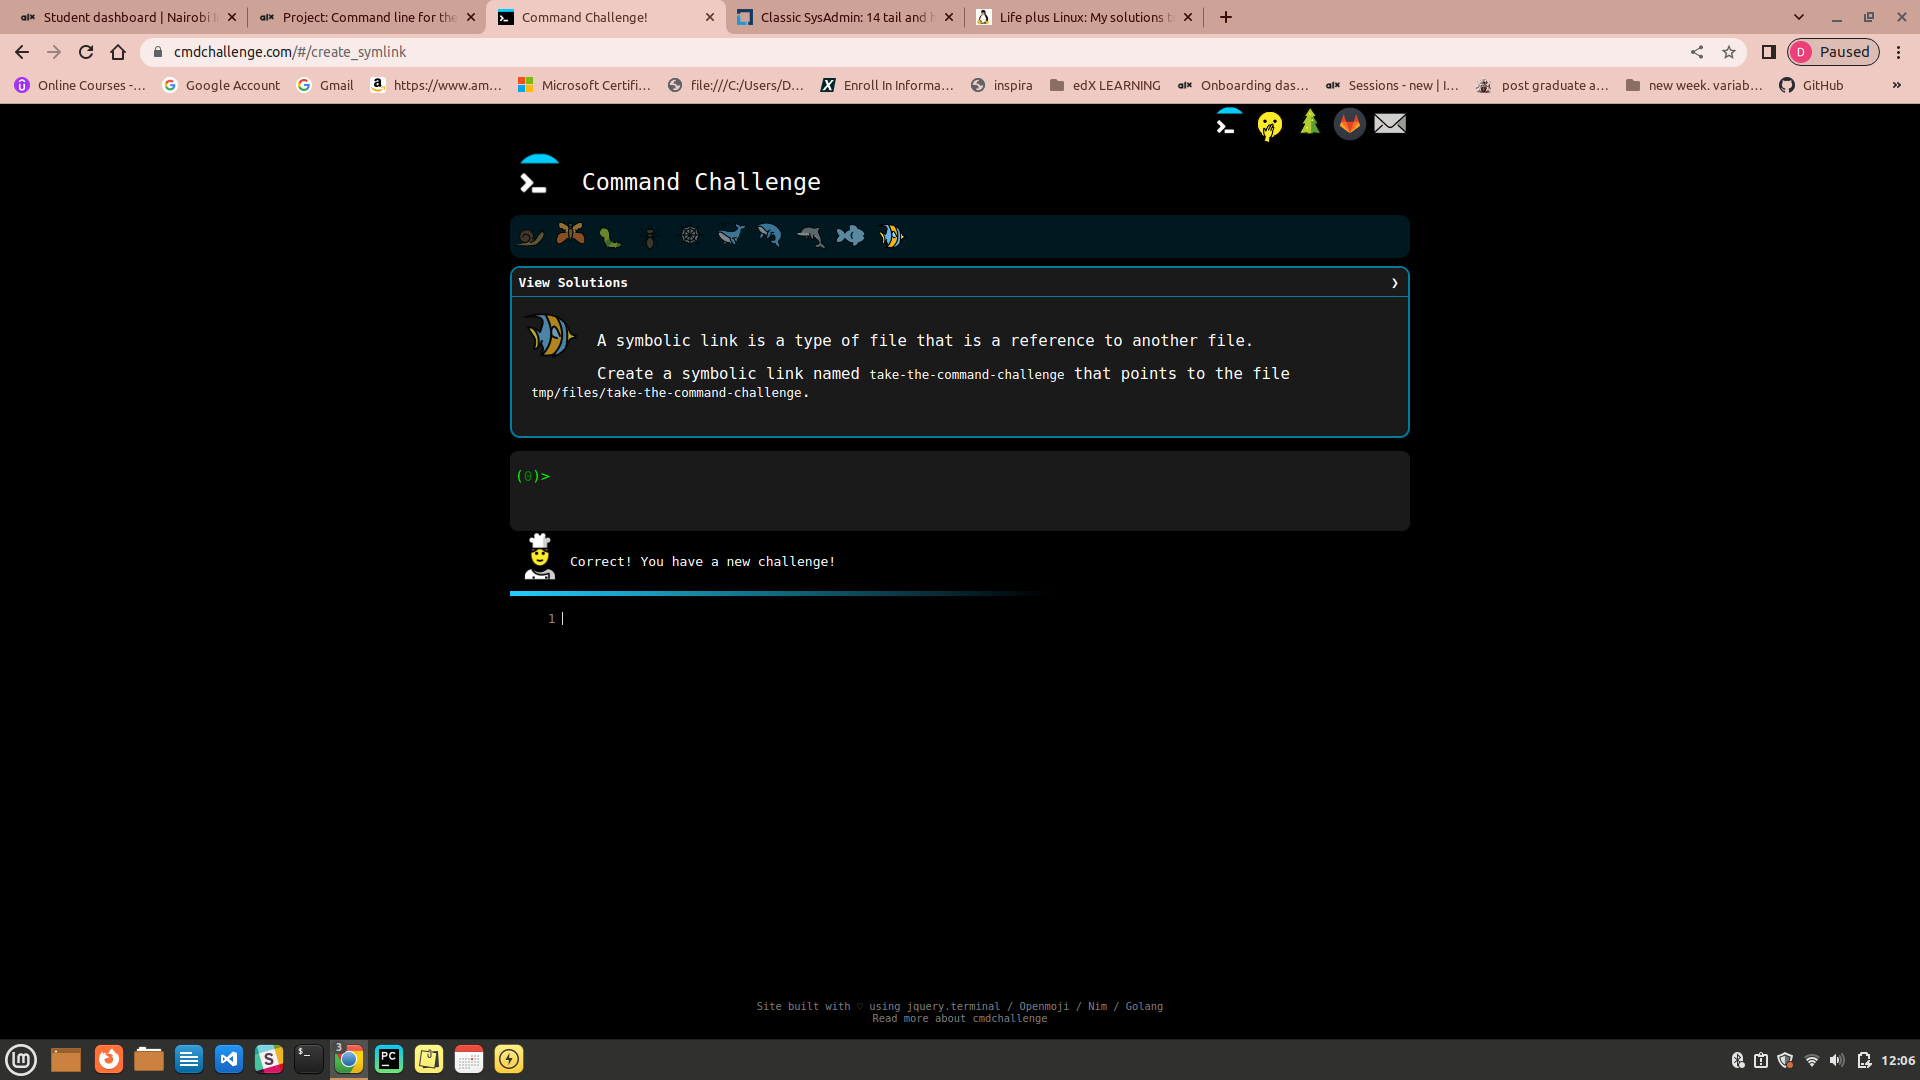 Student dashboard | Nairobi
Project: Command line for the
Command Challenge!
Classic SysAdmin: 14 tail and
Life plus Linux: My solutions
cmdchallenge.com/#/create_symlink
D Paused
Online Courses -...
Google Account
Gmail
https://www.am...
Microsoft Certifi...
file:///C:/Users/D...
Enroll In Informa...
inspira
edX LEARNING
Onboarding das...
Sessions - new | I...
post graduate a...
new week. variab...
GitHub
»
Command Challenge
View Solutions
A symbolic link is a type of file that is a reference to another file.
Create a symbolic link named take-the-command-challenge that points to the file
tmp/files/take-the-command-challenge.
(0)>
Correct! You have a new challenge!
1
Site built with ♡ using jquery.terminal / Openmoji / Nim / Golang
Read more about cmdchallenge
3
PC
12:06